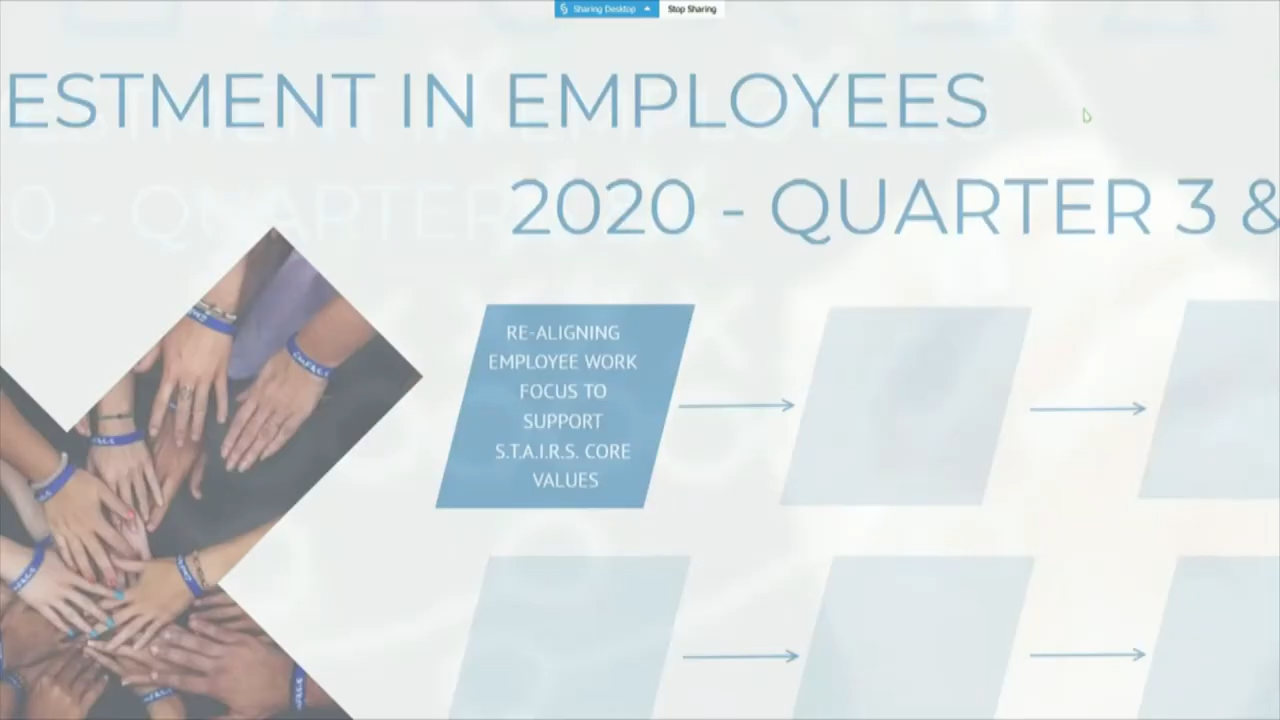 Sharing Desktop
Stop Sharing
ESTMENT IN EMPLOYEES
2020 - QUARTER 3 &
RE-ALIGNING
EMPLOYEE WORK
FOCUS TO
SUPPORT
S.T.A.I.R.S. CORE
VALUES